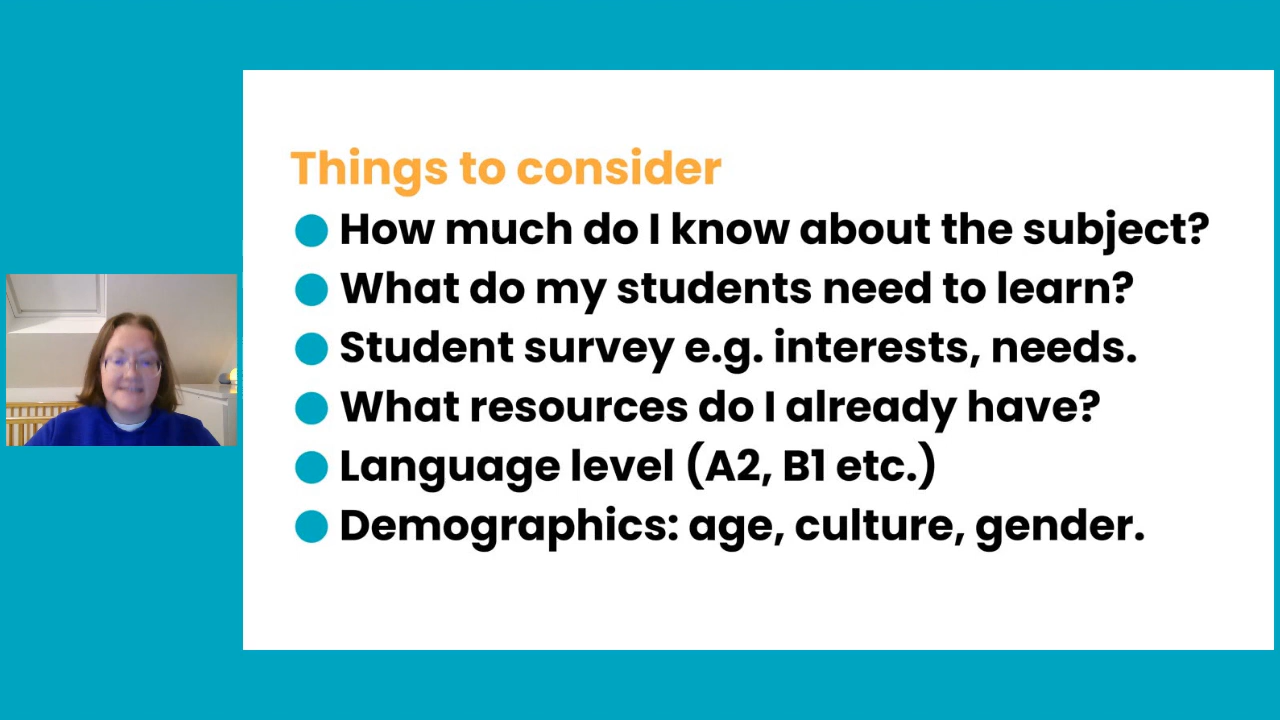 Things to consider
How much do I know about the subject?
What do my students need to learn?
Student survey e.g. interests, needs.
What resources do I already have?
Language level (A2, B1 etc.)
Demographics: age, culture, gender.